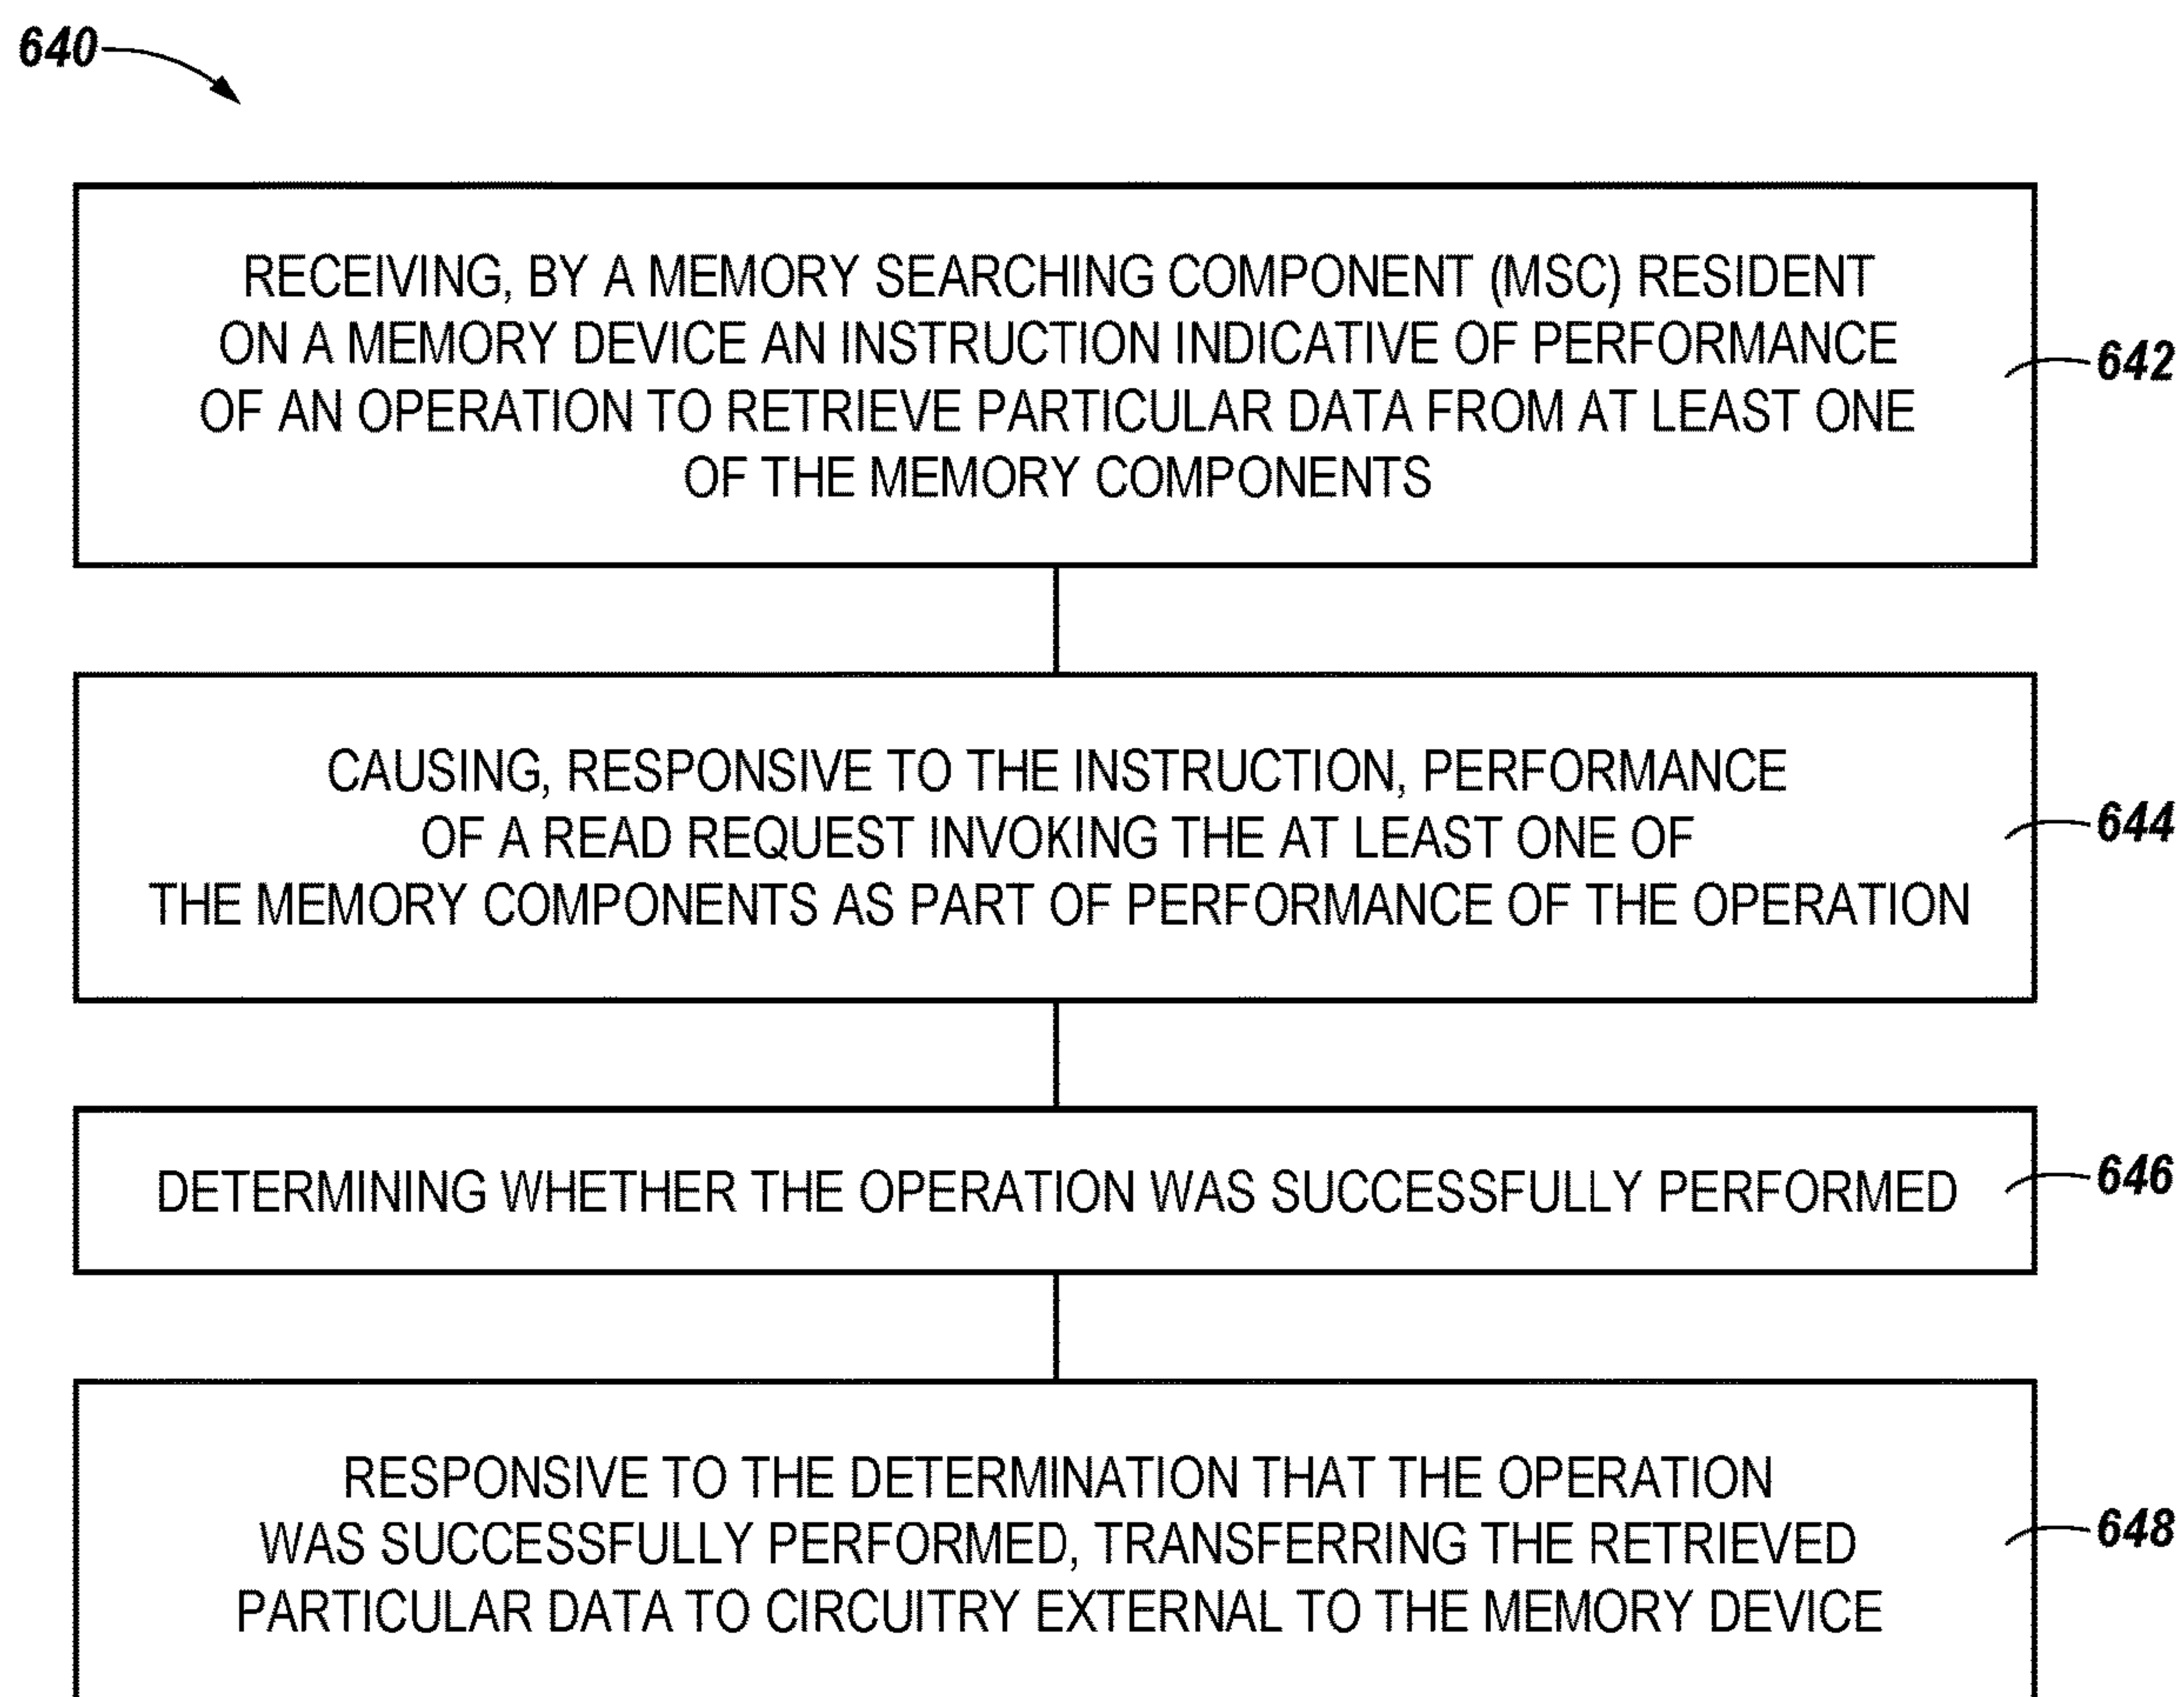 640
RECEIVING, BY A MEMORY SEARCHING COMPONENT (MSC) RESIDENT
ON A MEMORY DEVICE AN INSTRUCTION INDICATIVE OF PERFORMANCE
OF AN OPERATION TO RETRIEVE PARTICULAR DATA FROM AT LEAST ONE
OF THE MEMORY COMPONENTS
642
CAUSING, RESPONSIVE TO THE INSTRUCTION, PERFORMANCE
OF A READ REQUEST INVOKING THE AT LEAST ONE OF
THE MEMORY COMPONENTS AS PART OF PERFORMANCE OF THE OPERATION
644
DETERMINING WHETHER THE OPERATION WAS SUCCESSFULLY PERFORMED
646
RESPONSIVE TO THE DETERMINATION THAT THE OPERATION
WAS SUCCESSFULLY PERFORMED, TRANSFERRING THE RETRIEVED
PARTICULAR DATA TO CIRCUITRY EXTERNAL TO THE MEMORY DEVICE
648